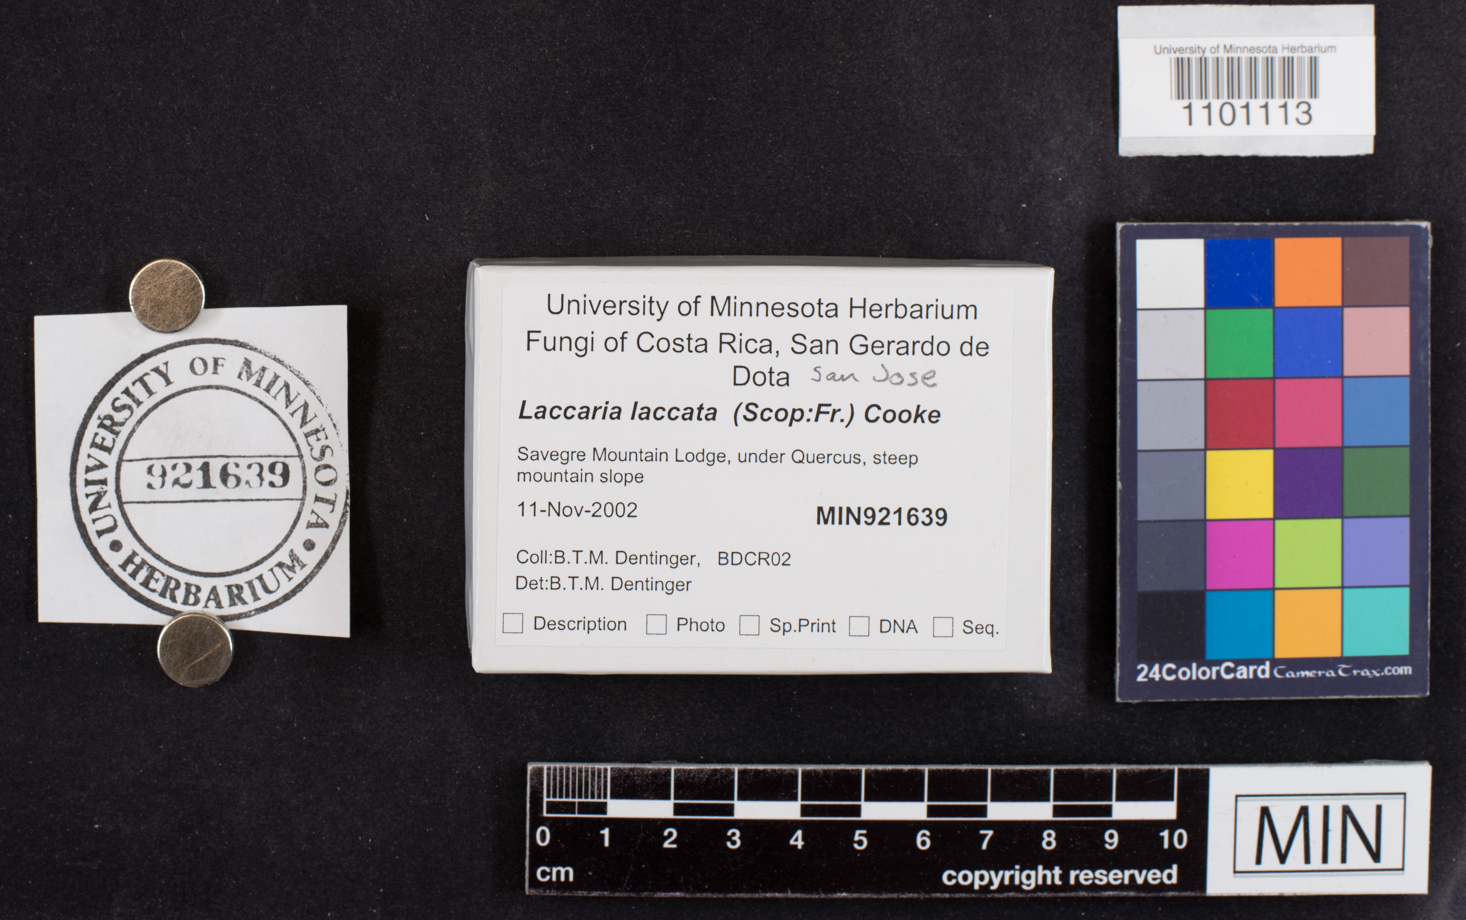 University of Minnesota Herbarium
1101113
UNIVERSITY OF MINNESOTA
921639
HERBARIUM
University of Minnesota Herbarium
Fungi of Costa Rica, San Gerardo de
Dota San Jose
Laccaria laccata (Scop:Fr.) Cooke
Savegre Mountain Lodge, under Quercus, steep
mountain slope
11-Nov-2002 MIN921639
Coll:B.T.M. Dentinger, BDCR02
Det:B.T.M. Dentinger
Description Photo Sp.Print DNA Seq.
24ColorCard CameraTrax.com
0 1 2 3 4 5 6 7 8 9 10
cm copyright reserved
MIN